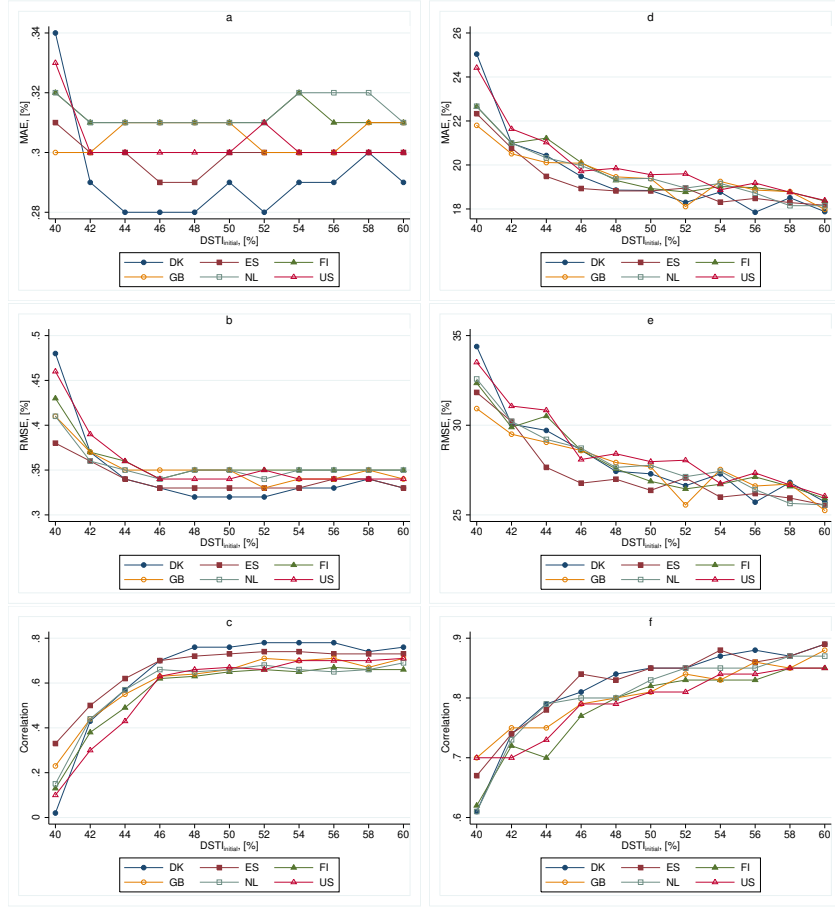 a
MAE, [%]
.34
.32
.3
.28
40 42 44 46 48 50 52 54 56 58 60
DSTIinitial, [%]
DK ES FI
GB NL US
d
MAE, [%]
26
24
22
20
18
40 42 44 46 48 50 52 54 56 58 60
DSTIinitial, [%]
DK ES FI
GB NL US
b
RMSE, [%]
.5
.45
.4
.35
.3
40 42 44 46 48 50 52 54 56 58 60
DSTIinitial, [%]
DK ES FI
GB NL US
e
RMSE, [%]
35
30
25
40 42 44 46 48 50 52 54 56 58 60
DSTIinitial, [%]
DK ES FI
GB NL US
c
Correlation
.8
.6
.4
.2
0
40 42 44 46 48 50 52 54 56 58 60
DSTIinitial, [%]
DK ES FI
GB NL US
f
Correlation
.9
.8
.7
.6
40 42 44 46 48 50 52 54 56 58 60
DSTIinitial, [%]
DK ES FI
GB NL US